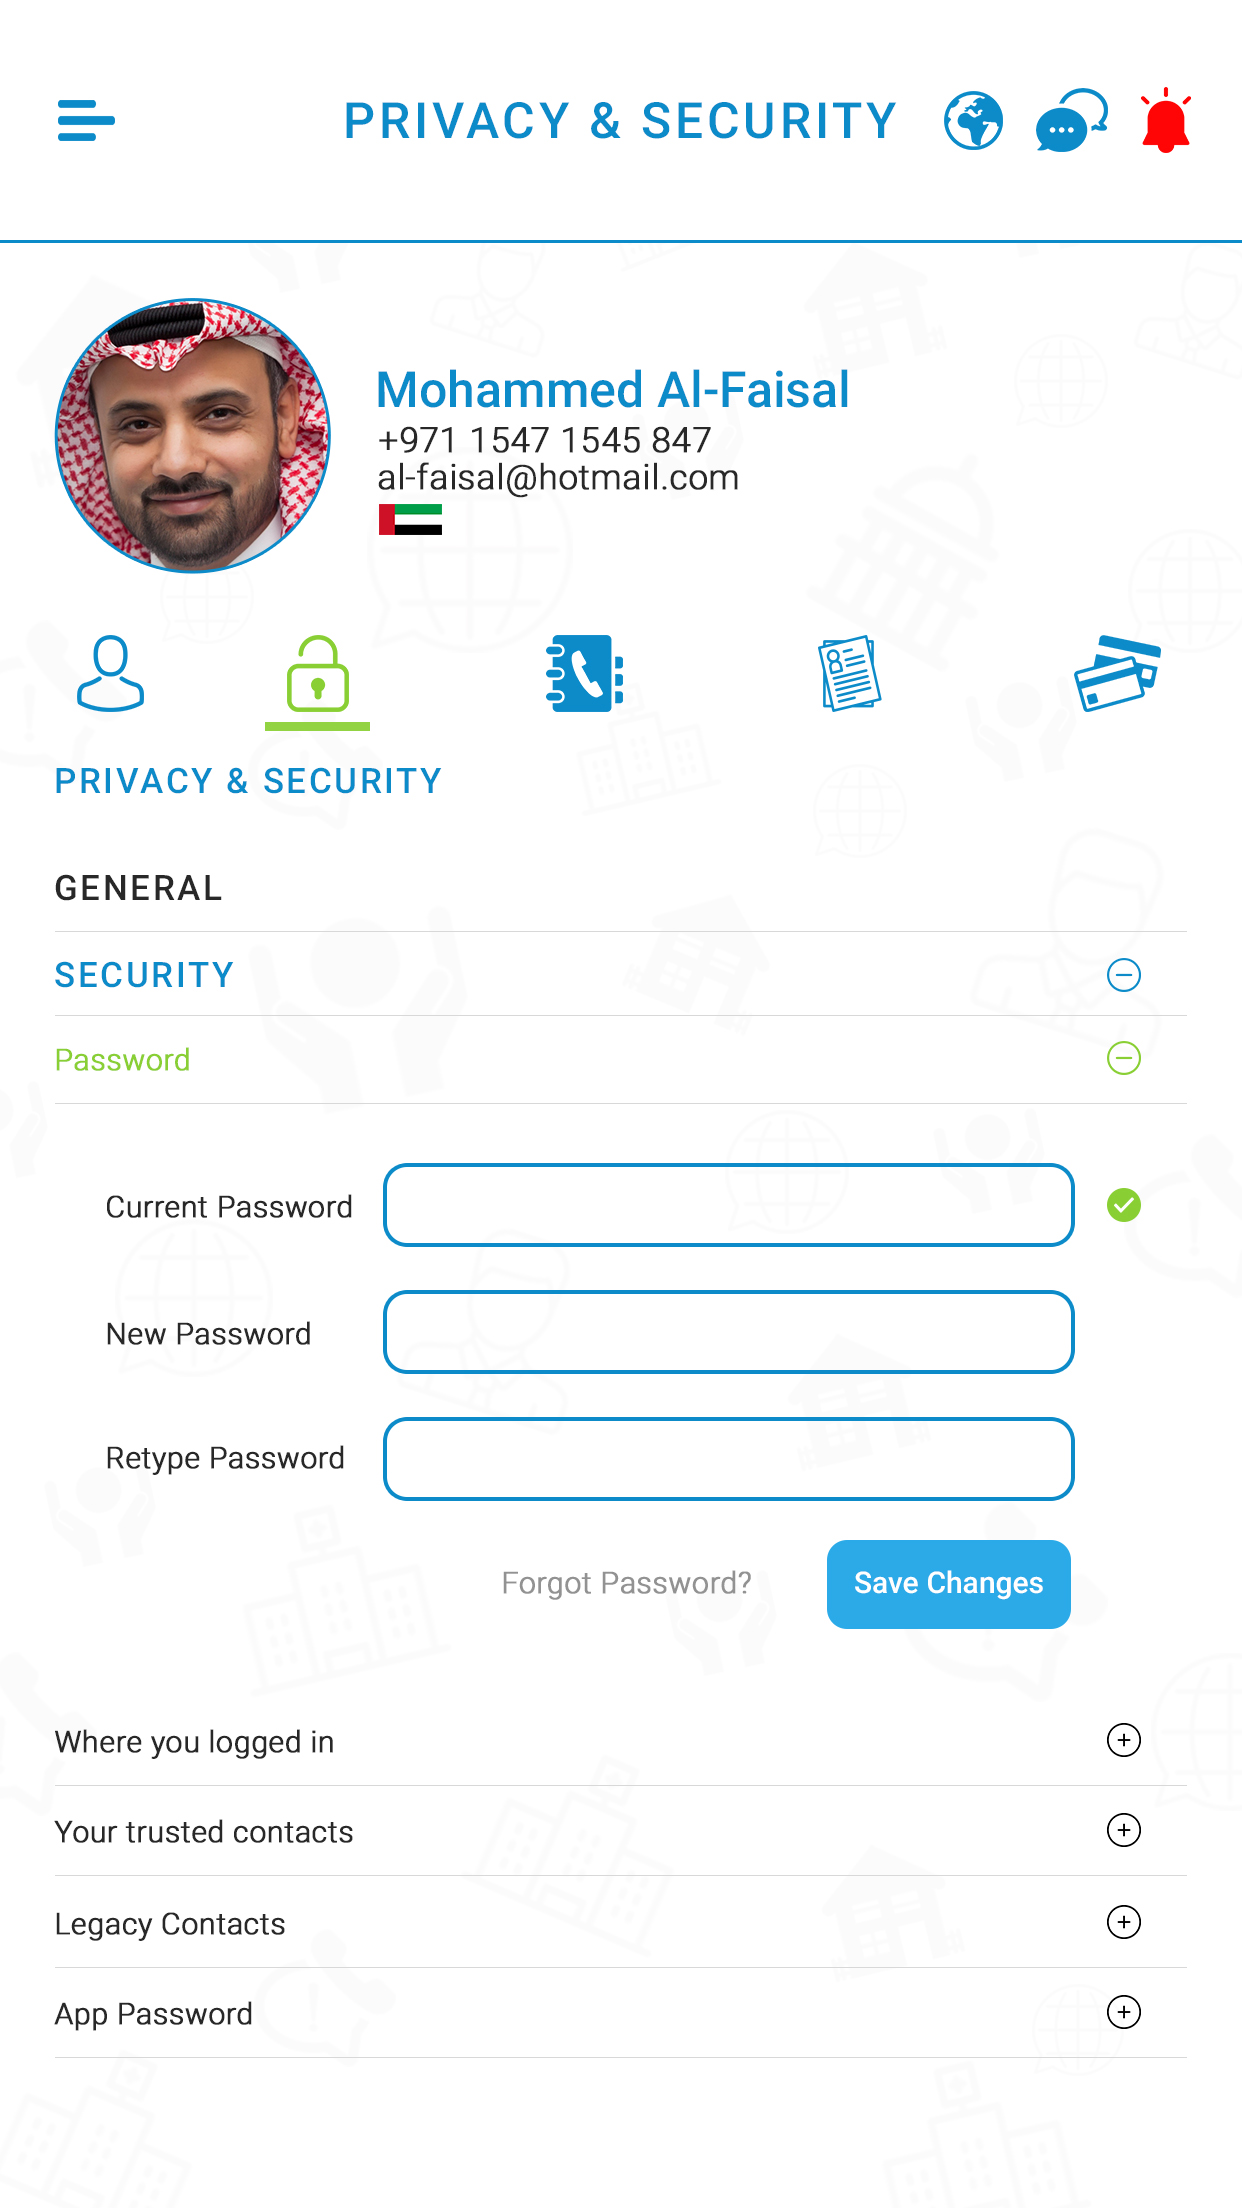 PRIVACY & SECURITY
Mohammed Al-Faisal
+971 1547 1545 847
al-faisal@hotmail.com
PRIVACY & SECURITY
GENERAL
SECURITY
Password
Current Password
New Password
Retype Password
Forgot Password?
Save Changes
Where you logged in
Your trusted contacts
Legacy Contacts
App Password